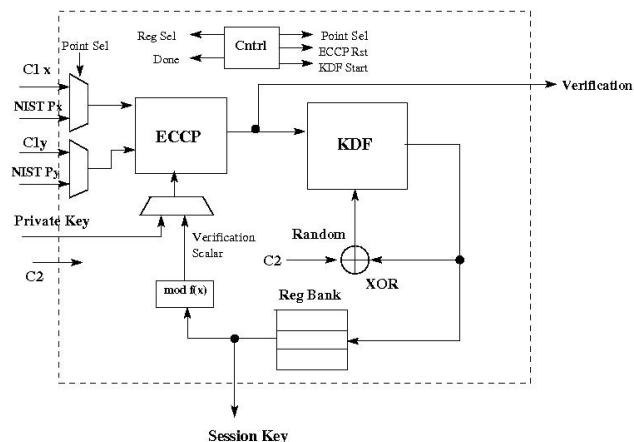 Point Sel
Reg Sel
Done
Cntrl
Point Sel
ECCP Rst
KDF Start
C1 x
NIST Px
C1y
NIST Py
ECCP
KDF
Verification
Private Key
C2
Verification
Scalar
Random
C2
XOR
mod f(x)
Reg Bank
Session Key